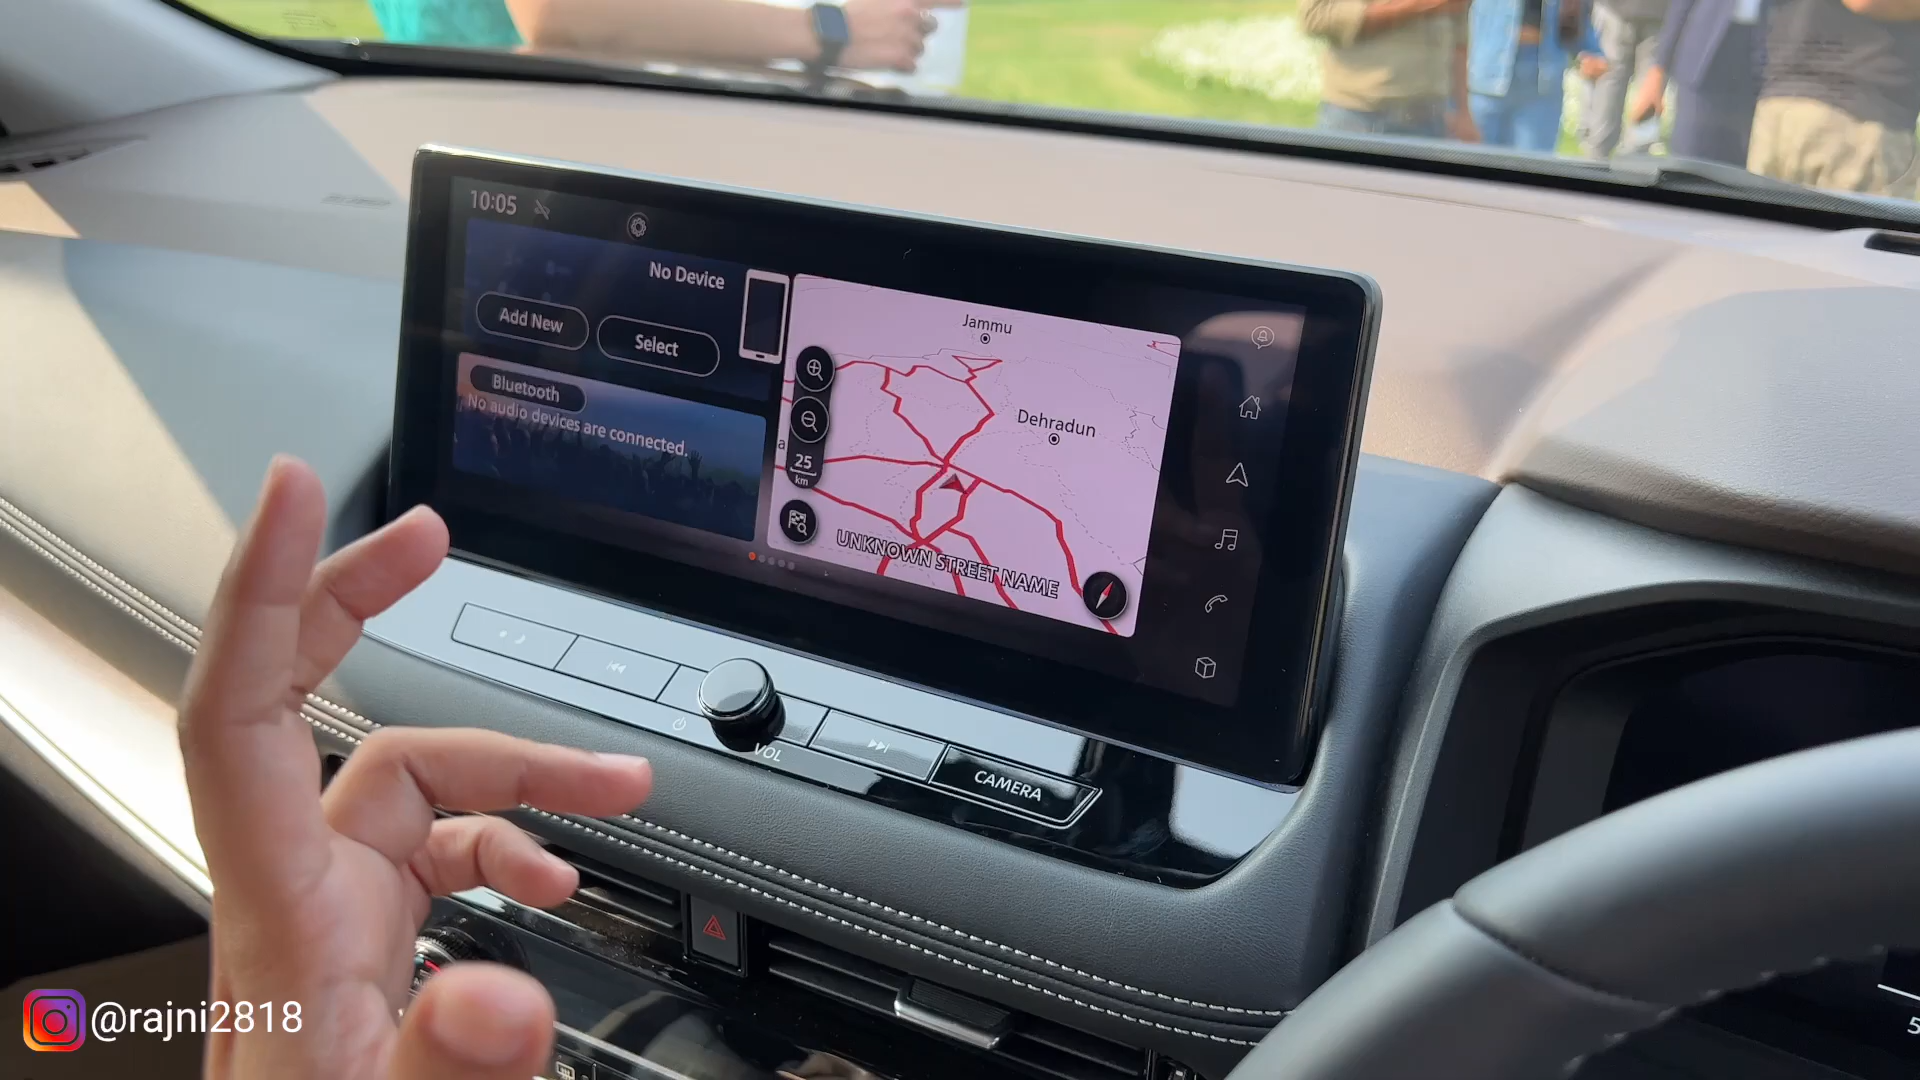 10:05
No Device
Add New
Select
Bluetooth
No audio devices are connected.
Jammu
Dehradun
a
25
km
UNKNOWN STREET NAME
VOL
CAMERA
@rajni2818
5